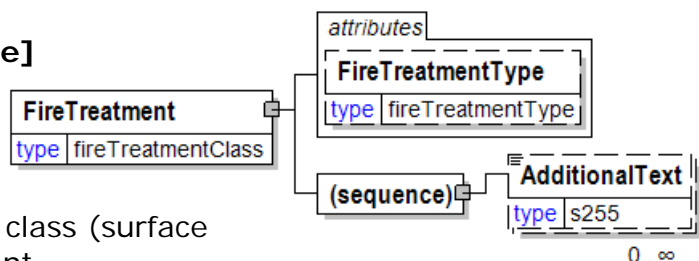 attributes
e]
FireTreatmentType
type fireTreatmentType
FireTreatment
type fireTreatmentClass
(sequence)
AdditionalText
type s255
class (surface
0..∞